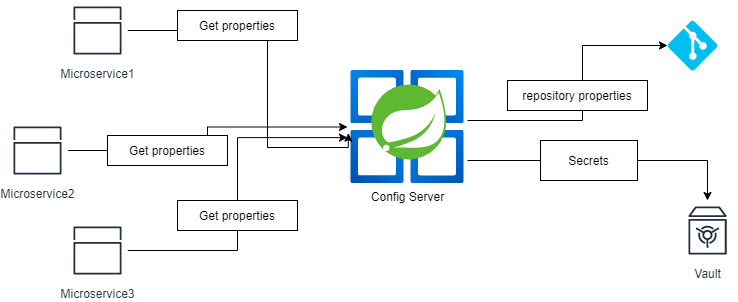 Get properties
Microservice1
repository properties
Get properties
Secrets
Microservice2
Config Server
Get properties
Vault
Microservice3